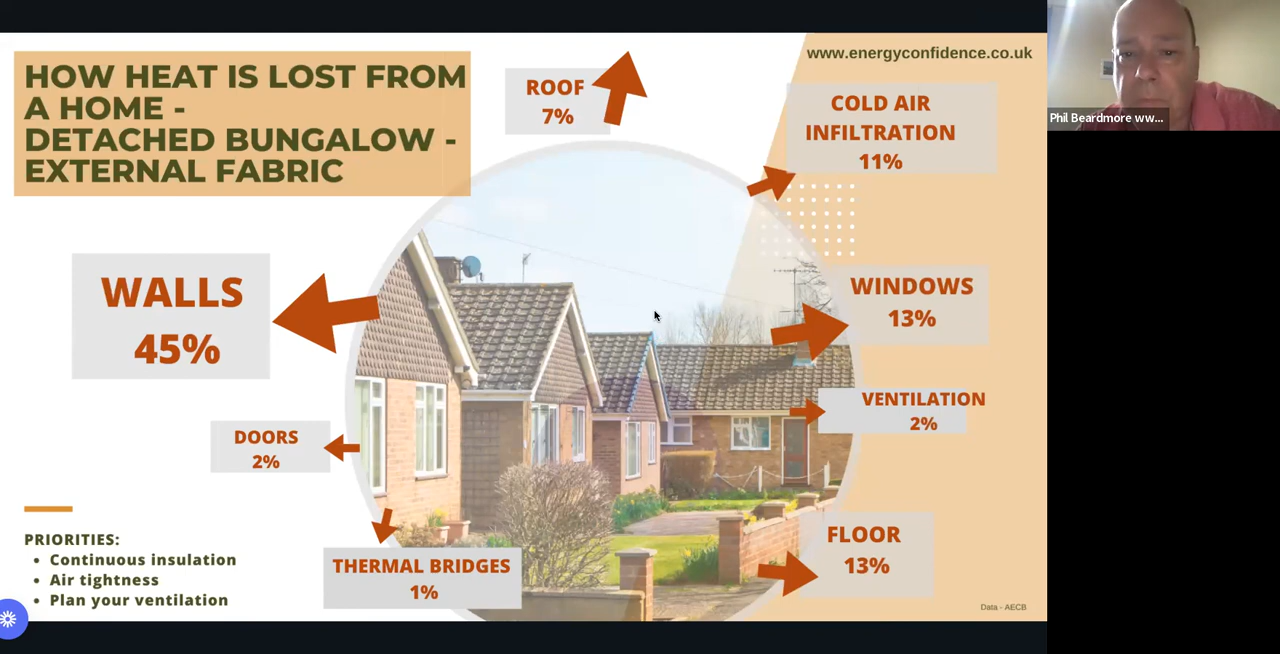 HOW HEAT IS LOST FROM
A HOME -
DETACHED BUNGALOW -
EXTERNAL FABRIC
www.energyconfidence.co.uk
Phil Beardmore ww...
ROOF
7%
COLD AIR
INFILTRATION
11%
WALLS
45%
WINDOWS
13%
VENTILATION
2%
DOORS
2%
FLOOR
13%
THERMAL BRIDGES
1%
PRIORITIES:
• Continuous insulation
• Air tightness
• Plan your ventilation
Data - AECB